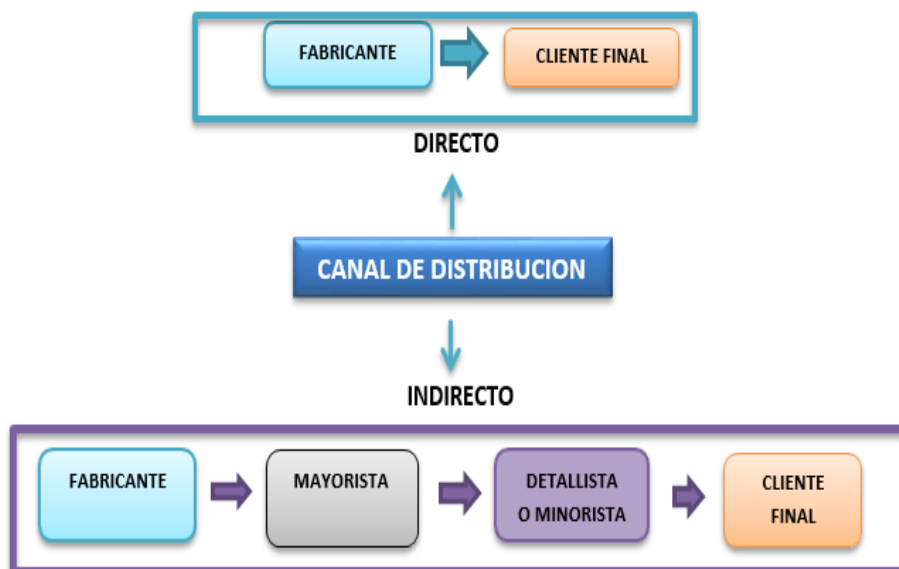 FABRICANTE
CLIENTE FINAL
DIRECTO
CANAL DE DISTRIBUCION
INDIRECTO
FABRICANTE
MAYORISTA
DETALLISTA
O MINORISTA
CLIENTE
FINAL